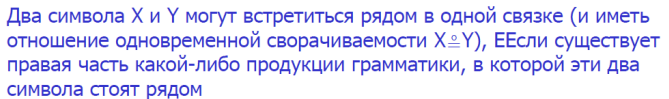 Два символа X и Y могут встретиться рядом в одной связке (и иметь
отношение одновременной сворачиваемости X≗Y), ЕЕсли существует
правая часть какой-либо продукции грамматики, в которой эти два
символа стоят рядом